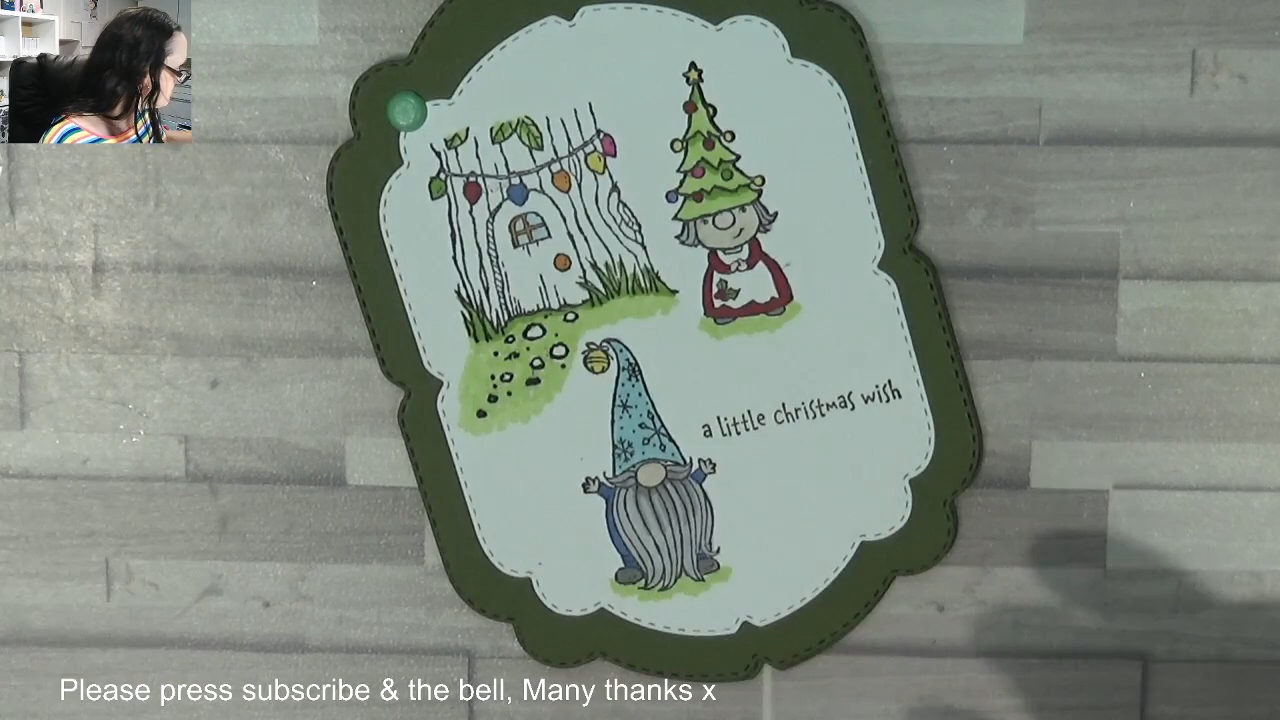 a little christmas wish
Please press subscribe & the bell, Many thanks x